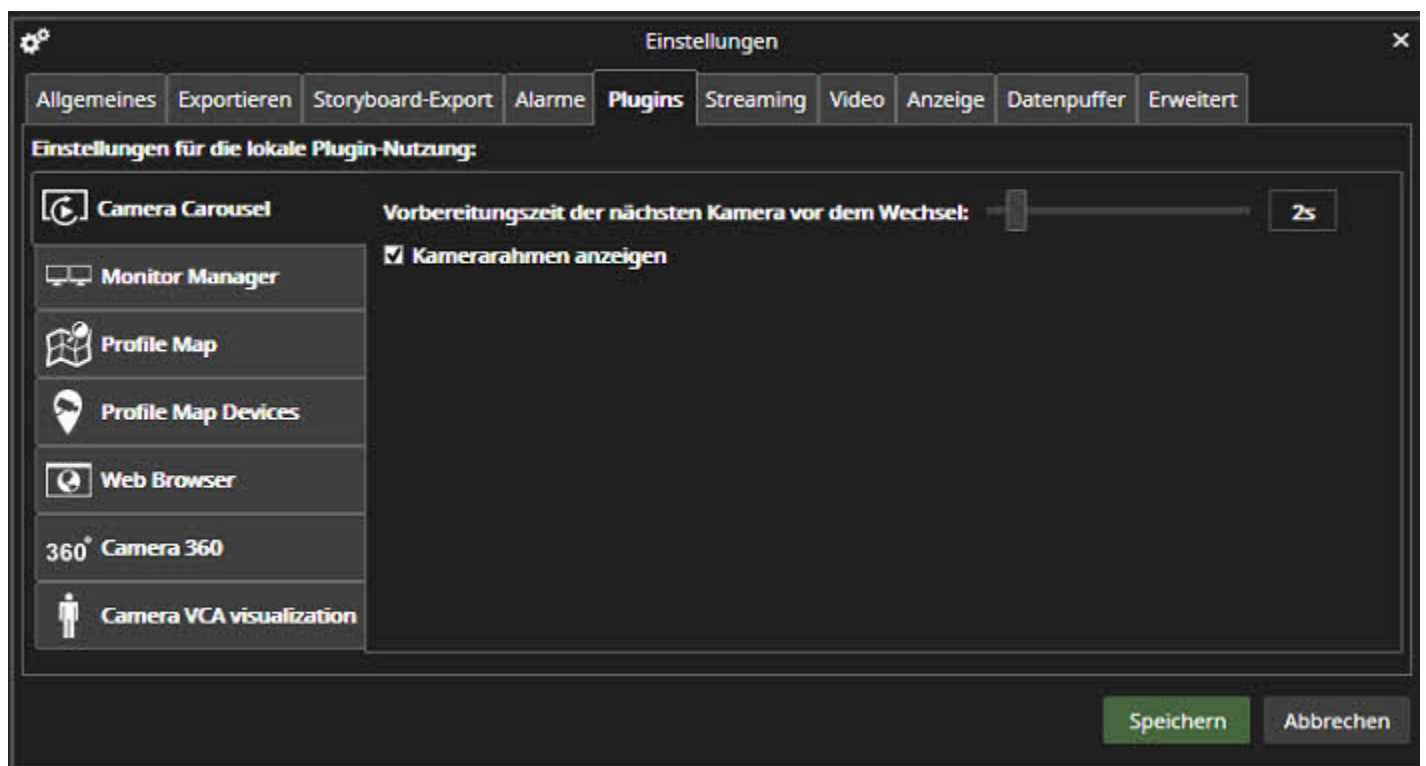 Einstellungen
Allgemeines Exportieren Storyboard-Export Alarme Plugins Streaming Video Anzeige Datenpuffer Erweitert
Einstellungen für die lokale Plugin-Nutzung:
Camera Carousel
Vorbereitungszeit der nächsten Kamera vor dem Wechsel: 2s
Kamerarahmen anzeigen
Monitor Manager
Profile Map
Profile Map Devices
Web Browser
360° Camera 360
Camera VCA visualization
Speichern Abbrechen